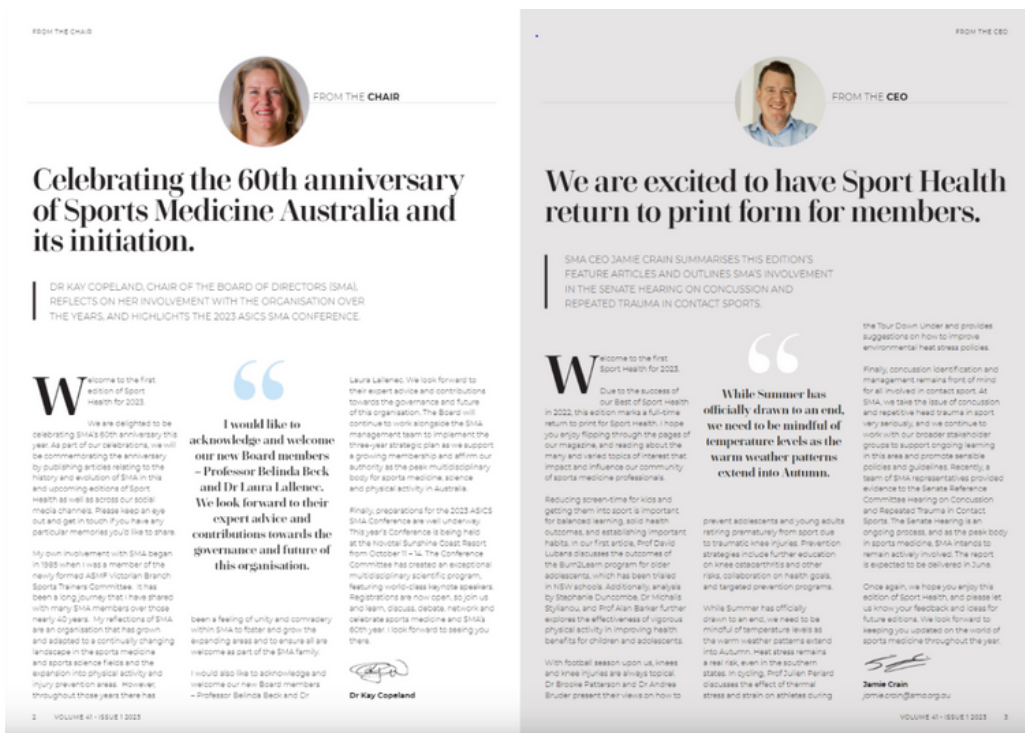 FROM THE CHAIR
FROM THE CHAIR
Celebrating the 60th anniversary
of Sports Medicine Australia and
its initiation.
DR KAY COPELAND, CHAIR OF THE BOARD OF DIRECTORS (SMA),
REFLECTS ON HER INVOLVEMENT WITH THE ORGANISATION OVER
THE YEARS, AND HIGHLIGHTS THE 2023 ASICS SMA CONFERENCE.
Welcome to the first
edition of Sport
Health for 2023.
We are delighted to be
celebrating SMA's 60th anniversary this
year. As part of our celebrations, we will
be commemorating the anniversary
by publishing articles relating to the
history and evolution of SMA in this
and upcoming editions of Sport
Health as well as across our social
media channels. Please keep an eye
out and get in touch if you have any
particular memories you'd like to share.
My own involvement with SMA began
in 1985 when I was a member of the
newly formed ASMF Victorian Branch
Sports Trainers Committee. It has
been a long journey that I have shared
with many SMA members over those
nearly 40 years. My reflections of SMA
are an organisation that has grown
and adapted to a continually changing
landscape in the sports medicine
and sports science fields and the
expansion into physical activity and
injury prevention areas. However,
throughout those years there has
“
I would like to
acknowledge and welcome
our new Board members
– Professor Belinda Beck
and Dr Laura Lallenec.
We look forward to their
expert advice and
contributions towards the
governance and future of
this organisation.
been a feeling of unity and comradery
within SMA to foster and grow the
expanding areas and to ensure all are
welcome as part of the SMA family.
I would also like to acknowledge and
welcome our new Board members
– Professor Belinda Beck and Dr
Laura Lallenec. We look forward to
their expert advice and contributions
towards the governance and future
of this organisation. The Board will
continue to work alongside the SMA
management team to implement the
three-year strategic plan as we support
a growing membership and affirm our
authority as the peak multidisciplinary
body for sports medicine, science
and physical activity in Australia.
Finally, preparations for the 2023 ASICS
SMA Conference are well underway.
This year's Conference is being held
at the Novotel Sunshine Coast Resort
from October 11 – 14. The Conference
Committee has created an exceptional
multidisciplinary scientific program,
featuring world-class keynote speakers.
Registrations are now open, so join us
and learn, discuss, debate, network and
celebrate sports medicine and SMA's
60th year. I look forward to seeing you
there.
Dr Kay Copeland
2 VOLUME 41 • ISSUE 1 2023
FROM THE CEO
FROM THE CEO
We are excited to have Sport Health
return to print form for members.
SMA CEO JAMIE CRAIN SUMMARISES THIS EDITION'S
FEATURE ARTICLES AND OUTLINES SMA'S INVOLVEMENT
IN THE SENATE HEARING ON CONCUSSION AND
REPEATED TRAUMA IN CONTACT SPORTS.
Welcome to the first
Sport Health for 2023.
Due to the success of
our Best of Sport Health
in 2022, this edition marks a full-time
return to print for Sport Health. I hope
you enjoy flipping through the pages of
our magazine, and reading about the
many and varied topics of interest that
impact and influence our community
of sports medicine professionals.
Reducing screen-time for kids and
getting them into sport is important
for balanced learning, solid health
outcomes, and establishing important
habits. In our first article, Prof David
Lubans discusses the outcomes of
the Burn2Learn program for older
adolescents, which has been trialled
in NSW schools. Additionally, analysis
by Stephanie Duncombe, Dr Michalis
Stylianou, and Prof Alan Barker further
explores the effectiveness of vigorous
physical activity in improving health
benefits for children and adolescents.
With football season upon us, knees
and knee injuries are always topical.
Dr Brooke Patterson and Dr Andrea
Bruder present their views on how to
“
While Summer has
officially drawn to an end,
we need to be mindful of
temperature levels as the
warm weather patterns
extend into Autumn.
prevent adolescents and young adults
retiring prematurely from sport due
to traumatic knee injuries. Prevention
strategies include further education
on knee osteoarthritis and other
risks, collaboration on health goals,
and targeted prevention programs.
While Summer has officially
drawn to an end, we need to be
mindful of temperature levels as
the warm weather patterns extend
into Autumn. Heat stress remains
a real risk, even in the southern
states. In cycling, Prof Julien Periard
discusses the effect of thermal
stress and strain on athletes during
the Tour Down Under and provides
suggestions on how to improve
environmental heat stress policies.
Finally, concussion identification and
management remains front of mind
for all involved in contact sport. At
SMA, we take the issue of concussion
and repetitive head trauma in sport
very seriously, and we continue to
work with our broader stakeholder
groups to support ongoing learning
in this area and promote sensible
policies and guidelines. Recently, a
team of SMA representatives provided
evidence to the Senate Reference
Committee Hearing on Concussion
and Repeated Trauma in Contact
Sports. The Senate Hearing is an
ongoing process, and as the peak body
in sports medicine, SMA intends to
remain actively involved. The report
is expected to be delivered in June.
Once again, we hope you enjoy this
edition of Sport Health, and please let
us know your feedback and ideas for
future editions. We look forward to
keeping you updated on the world of
sports medicine throughout the year.
Jamie Crain
jamie.crain@sma.org.au
VOLUME 41 • ISSUE 1 2023 3